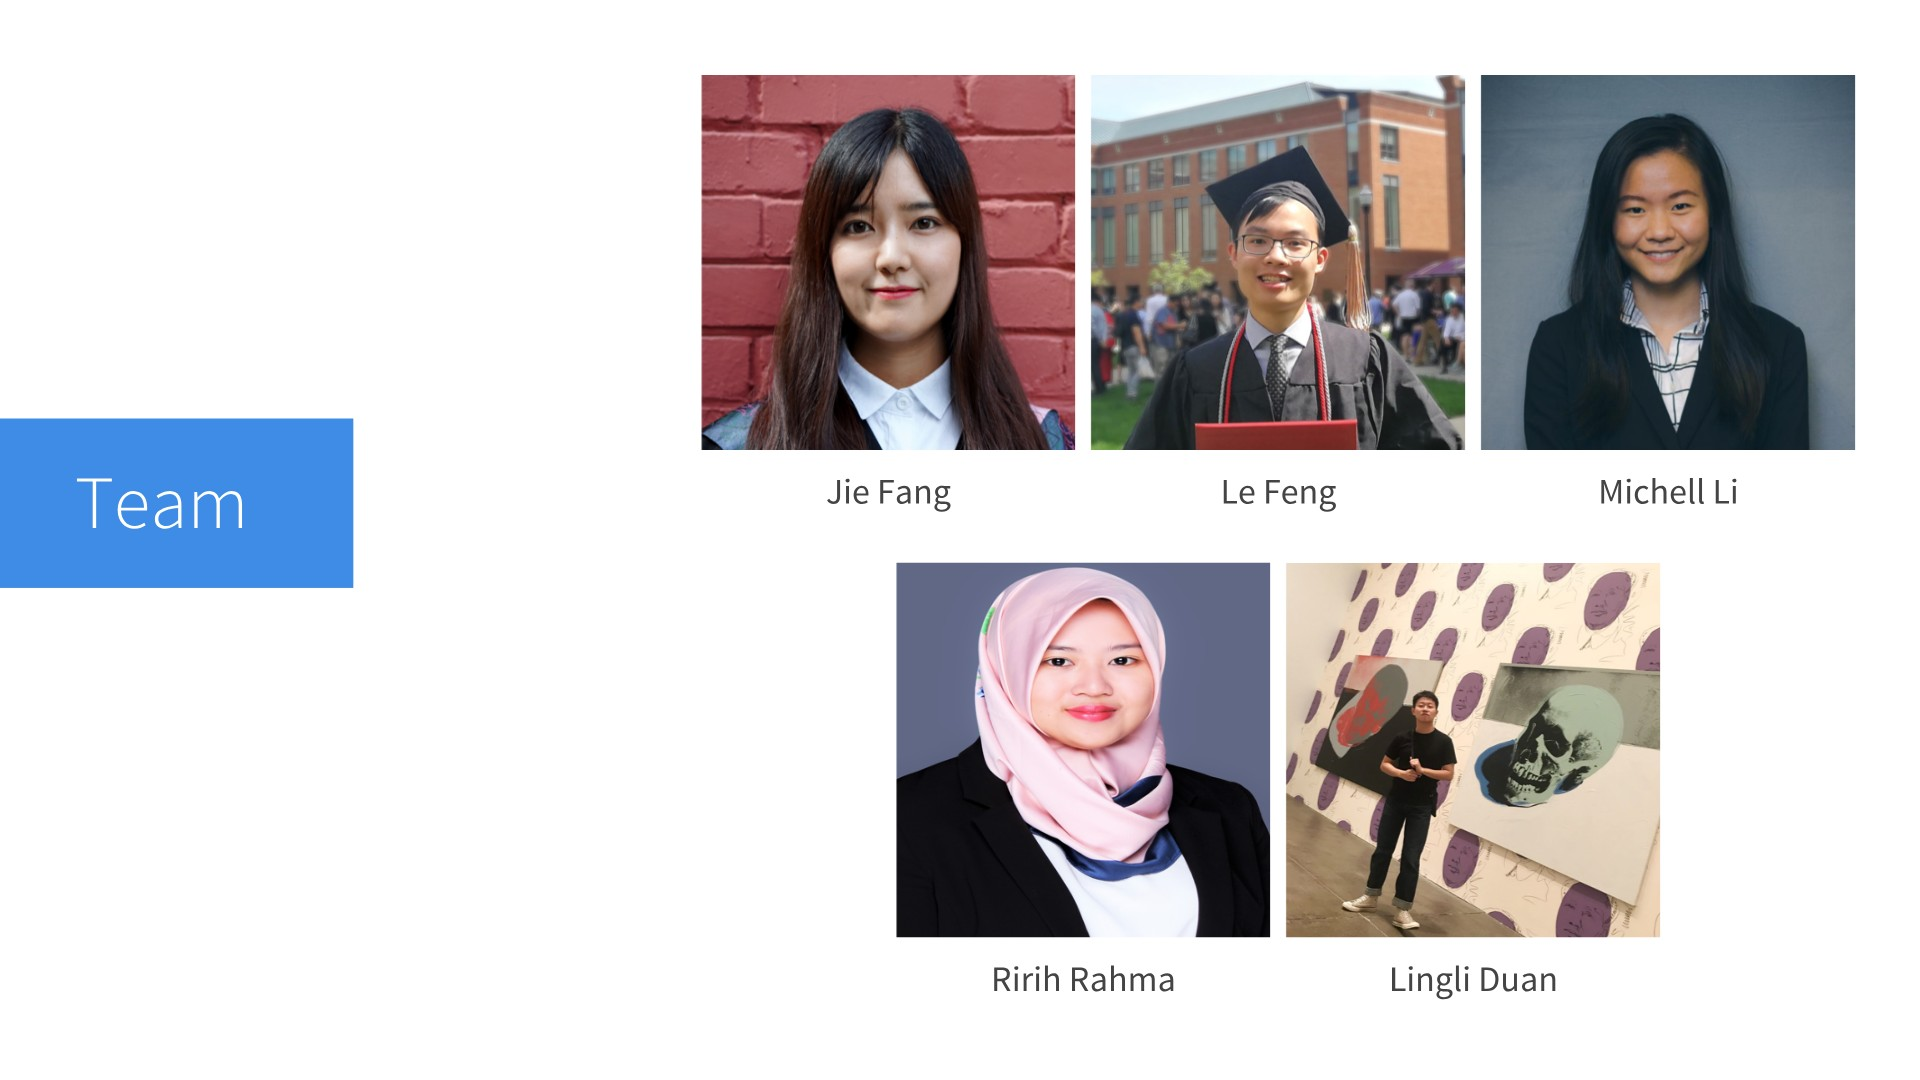 Team
Jie Fang
Le Feng
Michell Li
Ririh Rahma
Lingli Duan